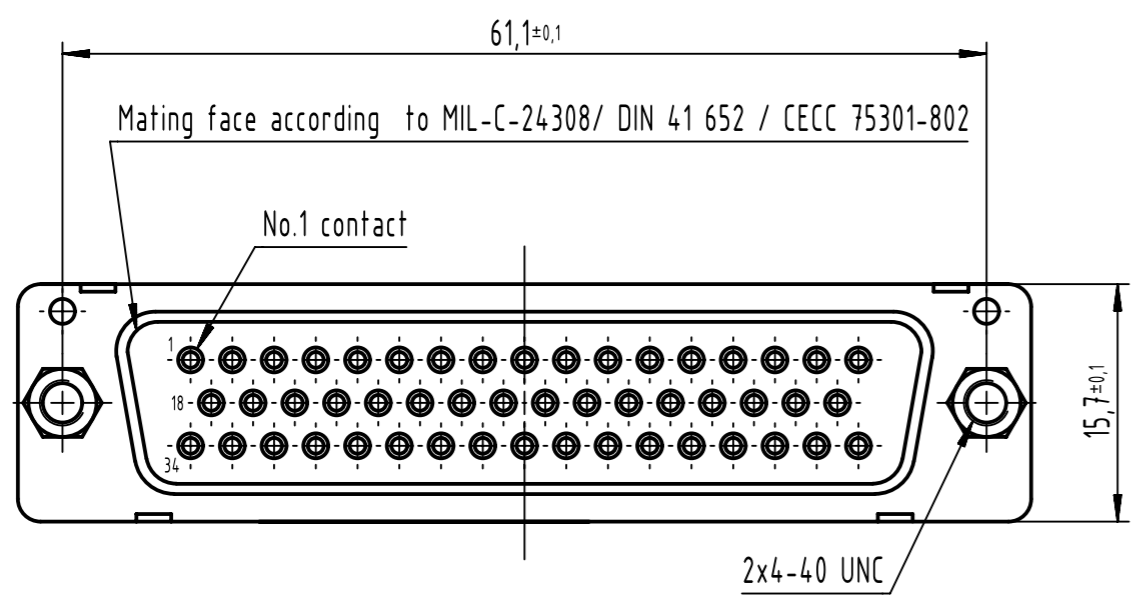 61,1±0,1
Mating face according to MIL-C-24308/ DIN 41 652 / CECC 75301-802
No.1 contact
1
18
34
15,7±0,1
2x4-40 UNC